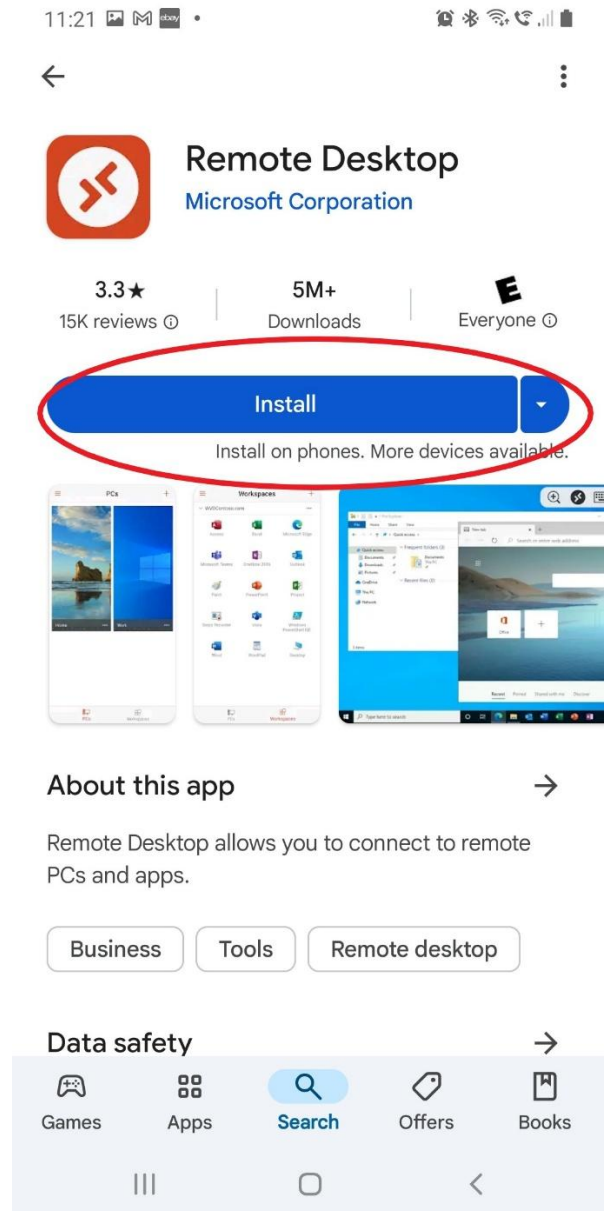 11:21 ebay
Remote Desktop
Microsoft Corporation
3.3★ 5M+ E
15K reviews Downloads Everyone
Install
Install on phones. More devices available.
PCs Workspaces
About this app
Remote Desktop allows you to connect to remote
PCs and apps.
Business Tools Remote desktop
Data safety
Games Apps Search Offers Books